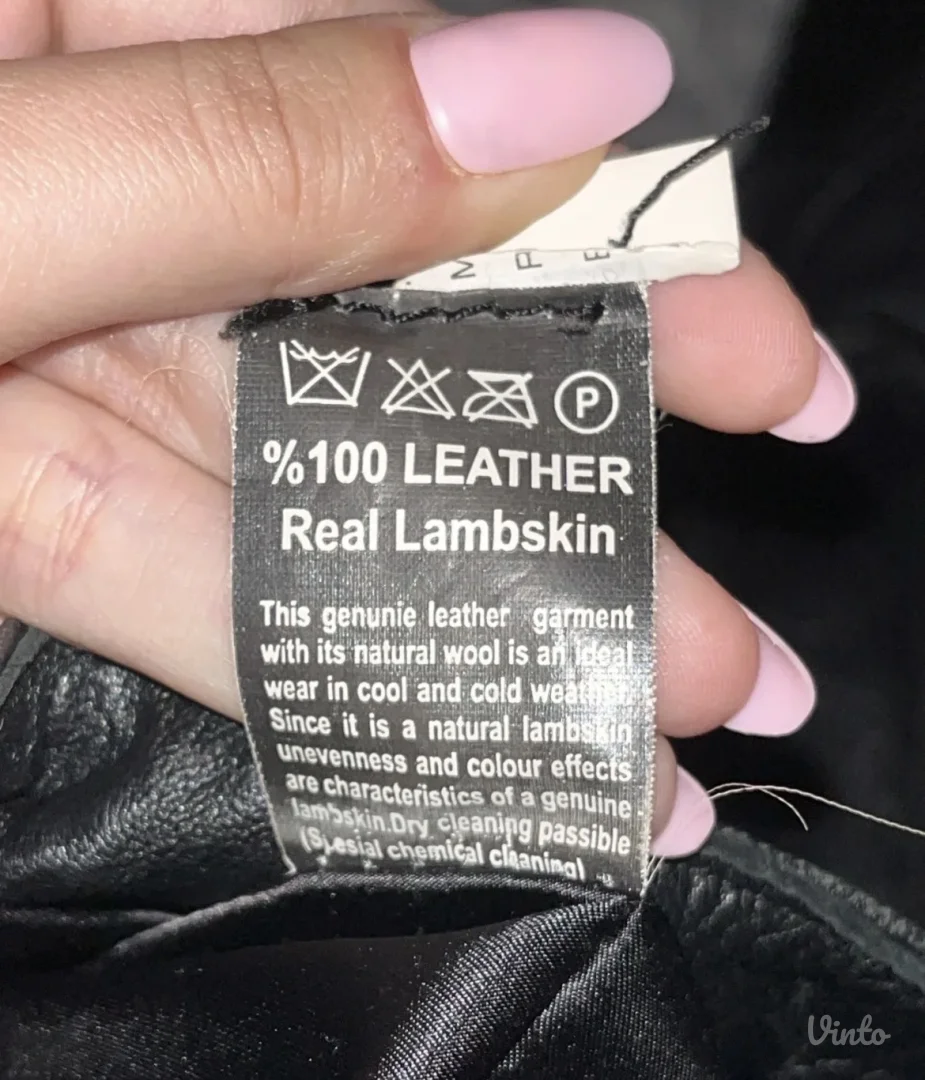 M P E
P
%100 LEATHER
Real Lambskin
This genunie leather garment
with its natural wool is an ideal
wear in cool and cold weather.
Since it is a natural lambskin
unevenness and colour effects
are characteristics of a genuine
lambskin.Dry cleaning passible
(Spesial chemical cleaning)
Vinto